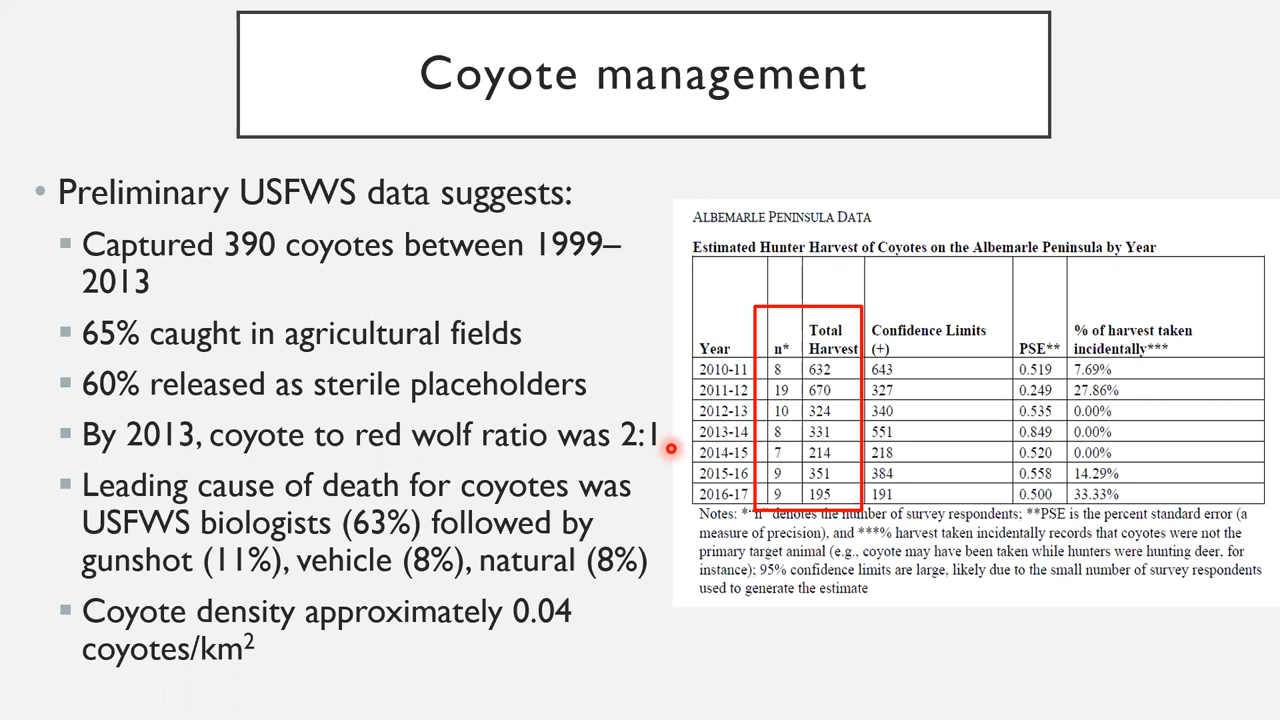 Coyote management
• Preliminary USFWS data suggests:
▪ Captured 390 coyotes between 1999–
2013
▪ 65% caught in agricultural fields
▪ 60% released as sterile placeholders
▪ By 2013, coyote to red wolf ratio was 2:1
▪ Leading cause of death for coyotes was
USFWS biologists (63%) followed by
gunshot (11%), vehicle (8%), natural (8%)
▪ Coyote density approximately 0.04
coyotes/km²
ALBEMARLE PENINSULA DATA
Estimated Hunter Harvest of Coyotes on the Albemarle Peninsula by Year
Year n* Total Harvest Confidence Limits (+) PSE** % of harvest taken incidentally***
2010-11 8 632 643 0.519 7.69%
2011-12 19 670 327 0.249 27.86%
2012-13 10 324 340 0.535 0.00%
2013-14 8 331 551 0.849 0.00%
2014-15 7 214 218 0.520 0.00%
2015-16 9 351 384 0.558 14.29%
2016-17 9 195 191 0.500 33.33%
Notes: *"n" denotes the number of survey respondents; **PSE is the percent standard error (a
measure of precision), and ***% harvest taken incidentally records that coyotes were not the
primary target animal (e.g., coyote may have been taken while hunters were hunting deer, for
instance); 95% confidence limits are large, likely due to the small number of survey respondents
used to generate the estimate